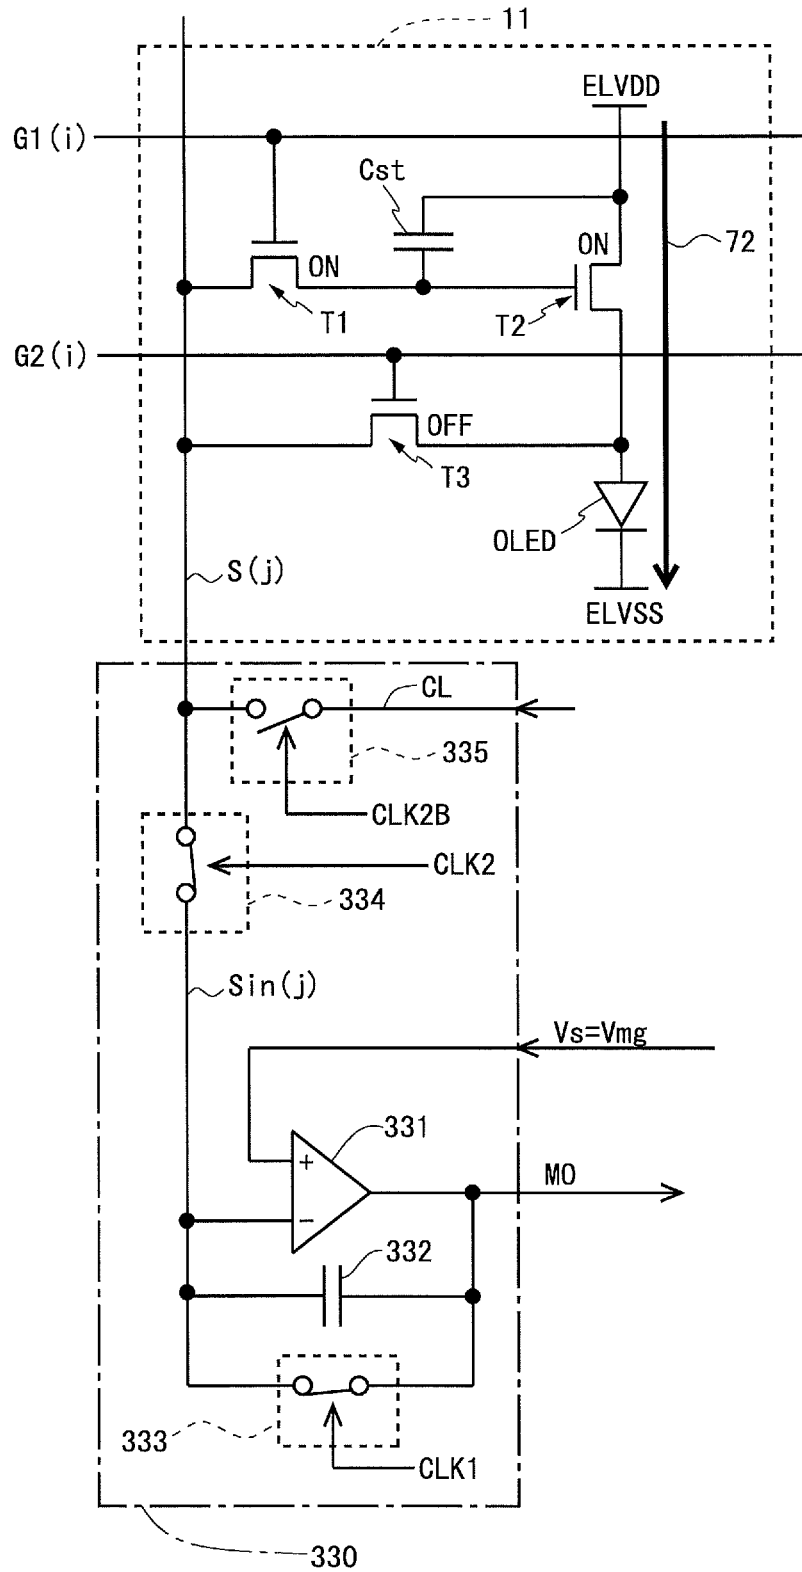 11
ELVDD
G1(i)
Cst
72
ON
ON
T1
T2
G2(i)
OFF
T3
OLED
S(j)
ELVSS
CL
335
CLK2B
CLK2
334
Sin(j)
Vs=Vmg
331
+
MO
−
332
333
CLK1
330